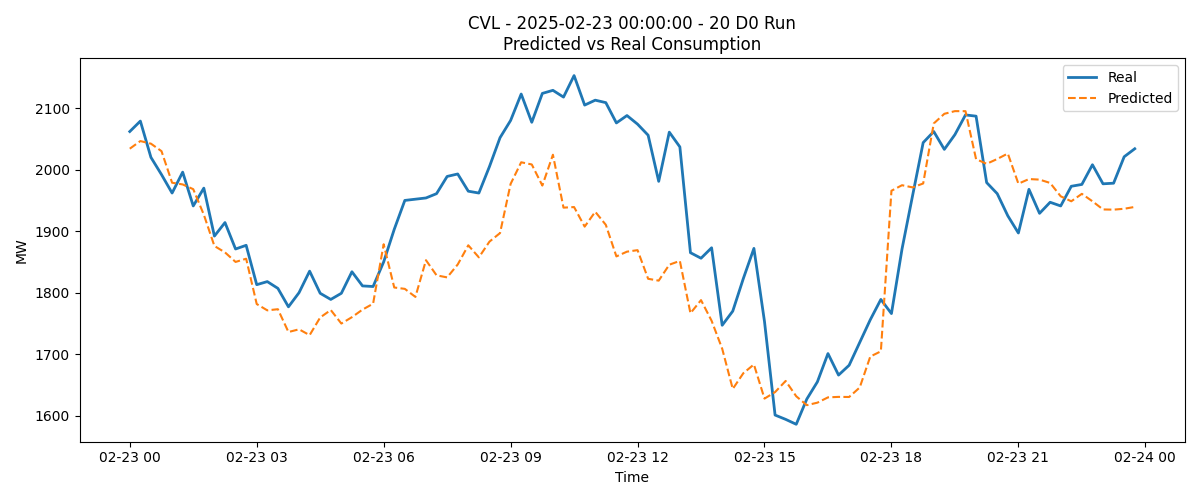 CVL - 2025-02-23 00:00:00 - 20 D0 Run
Predicted vs Real Consumption
Real
Predicted
MW
2100
2000
1900
1800
1700
1600
02-23 00 02-23 03 02-23 06 02-23 09 02-23 12 02-23 15 02-23 18 02-23 21 02-24 00
Time